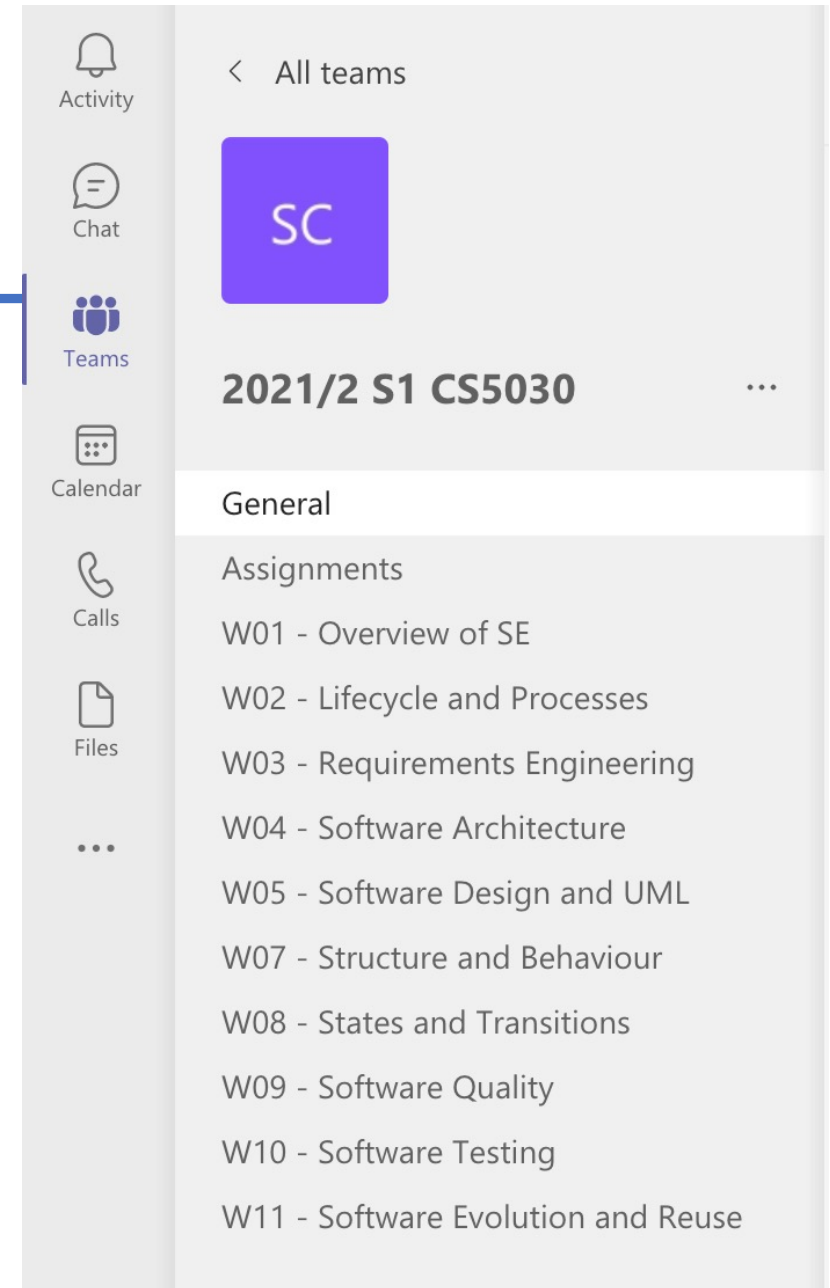 Activity
Chat
Teams
Calendar
Calls
Files
All teams
SC
2021/2 S1 CS5030
General
Assignments
W01 - Overview of SE
W02 - Lifecycle and Processes
W03 - Requirements Engineering
W04 - Software Architecture
W05 - Software Design and UML
W07 - Structure and Behaviour
W08 - States and Transitions
W09 - Software Quality
W10 - Software Testing
W11 - Software Evolution and Reuse